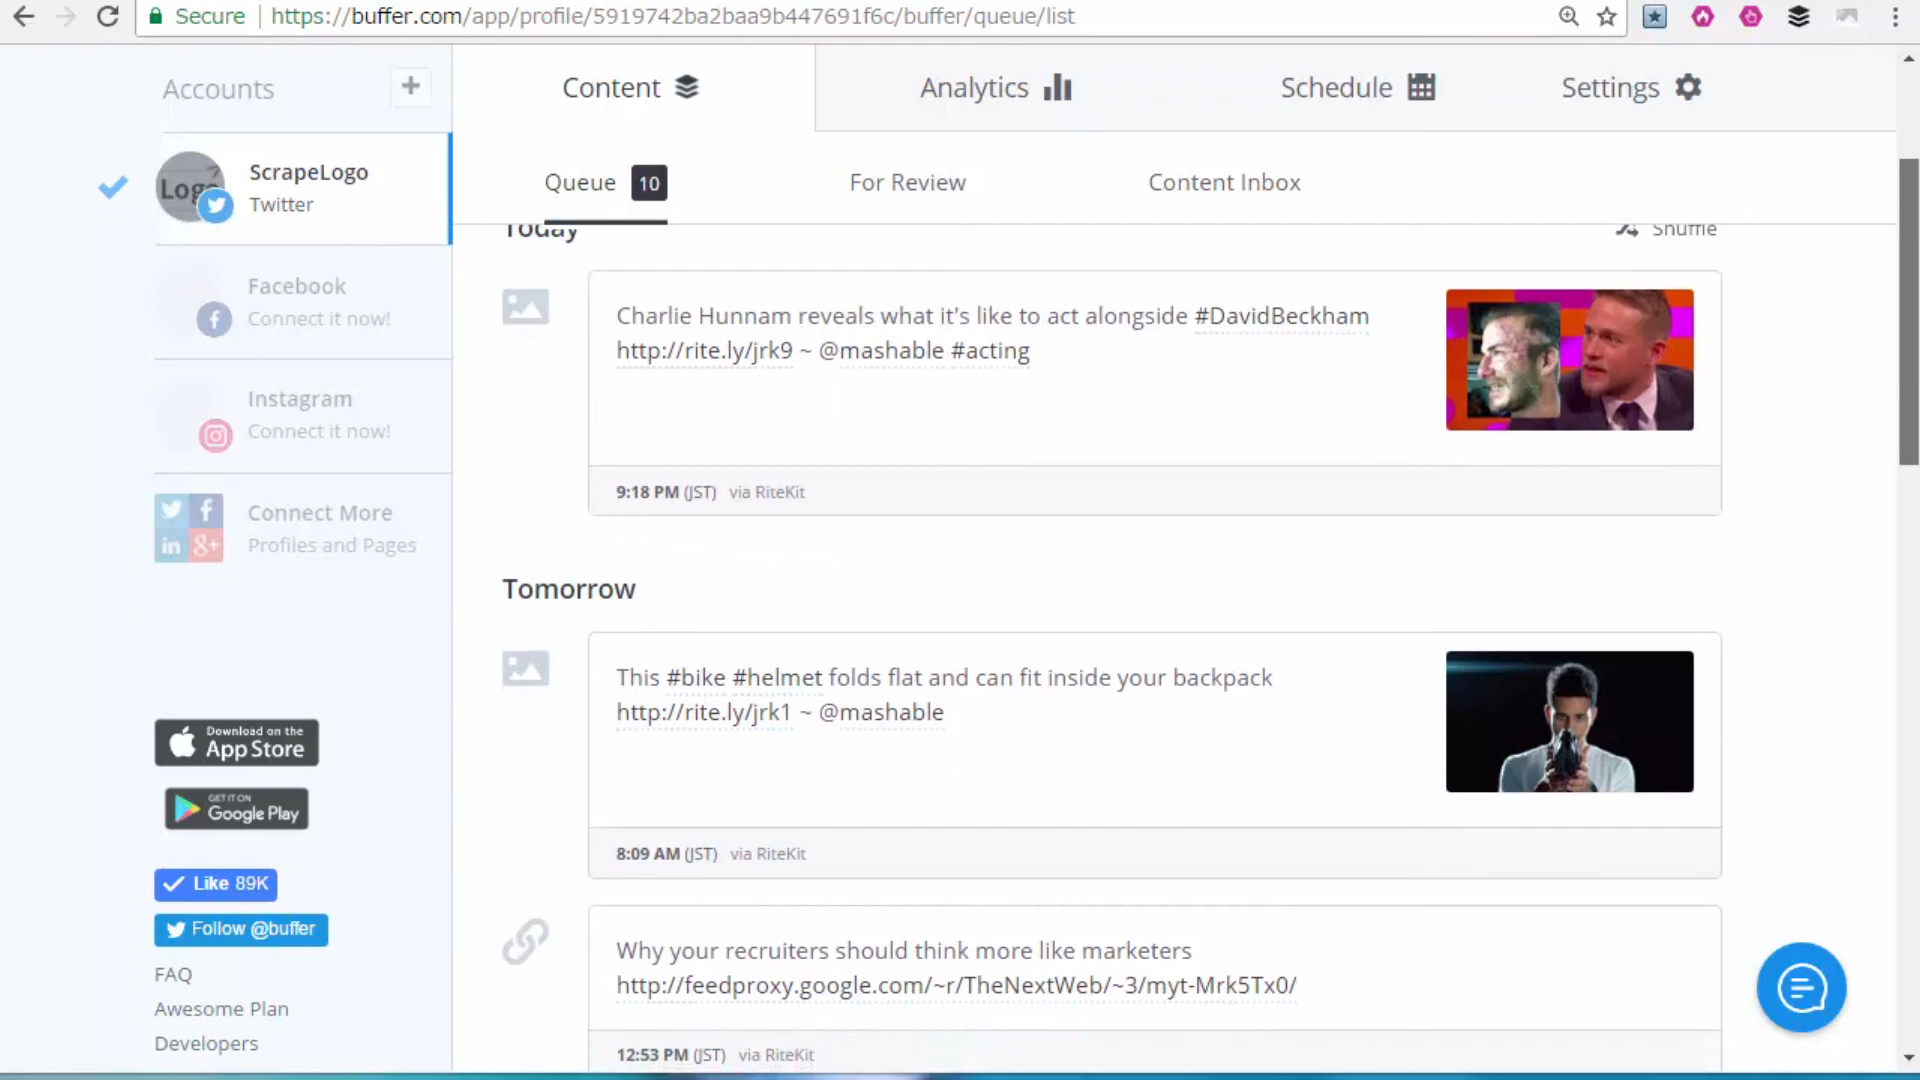 Secure
https://buffer.com/app/profile/5919742ba2baa9b447691f6c/buffer/queue/list
Accounts
+
Content
Analytics
Schedule
Settings
ScrapeLogo
Twitter
Facebook
Connect it now!
Instagram
Connect it now!
Connect More
Profiles and Pages
Download on the
App Store
GET IT ON
Google Play
Like 89K
Follow @buffer
FAQ
Awesome Plan
Developers
Queue 10
For Review
Content Inbox
Today
Shuffle
Charlie Hunnam reveals what it's like to act alongside #DavidBeckham
http://rite.ly/jrk9 ~ @mashable #acting
9:18 PM (JST) via RiteKit
Tomorrow
This #bike #helmet folds flat and can fit inside your backpack
http://rite.ly/jrk1 ~ @mashable
8:09 AM (JST) via RiteKit
Why your recruiters should think more like marketers
http://feedproxy.google.com/~r/TheNextWeb/~3/myt-Mrk5Tx0/
12:53 PM (JST) via RiteKit